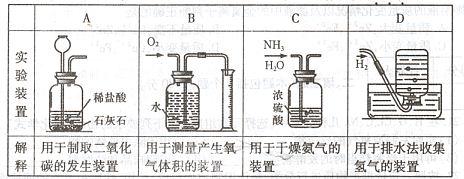 A B C D
实验装置
稀盐酸
石灰石
O₂
水
NH₃
H₂O
浓硫酸
H₂
解释
用于制取二氧化碳的发生装置
用于测量产生氧气体积的装置
用于干燥氨气的装置
用于排水法收集氢气的装置